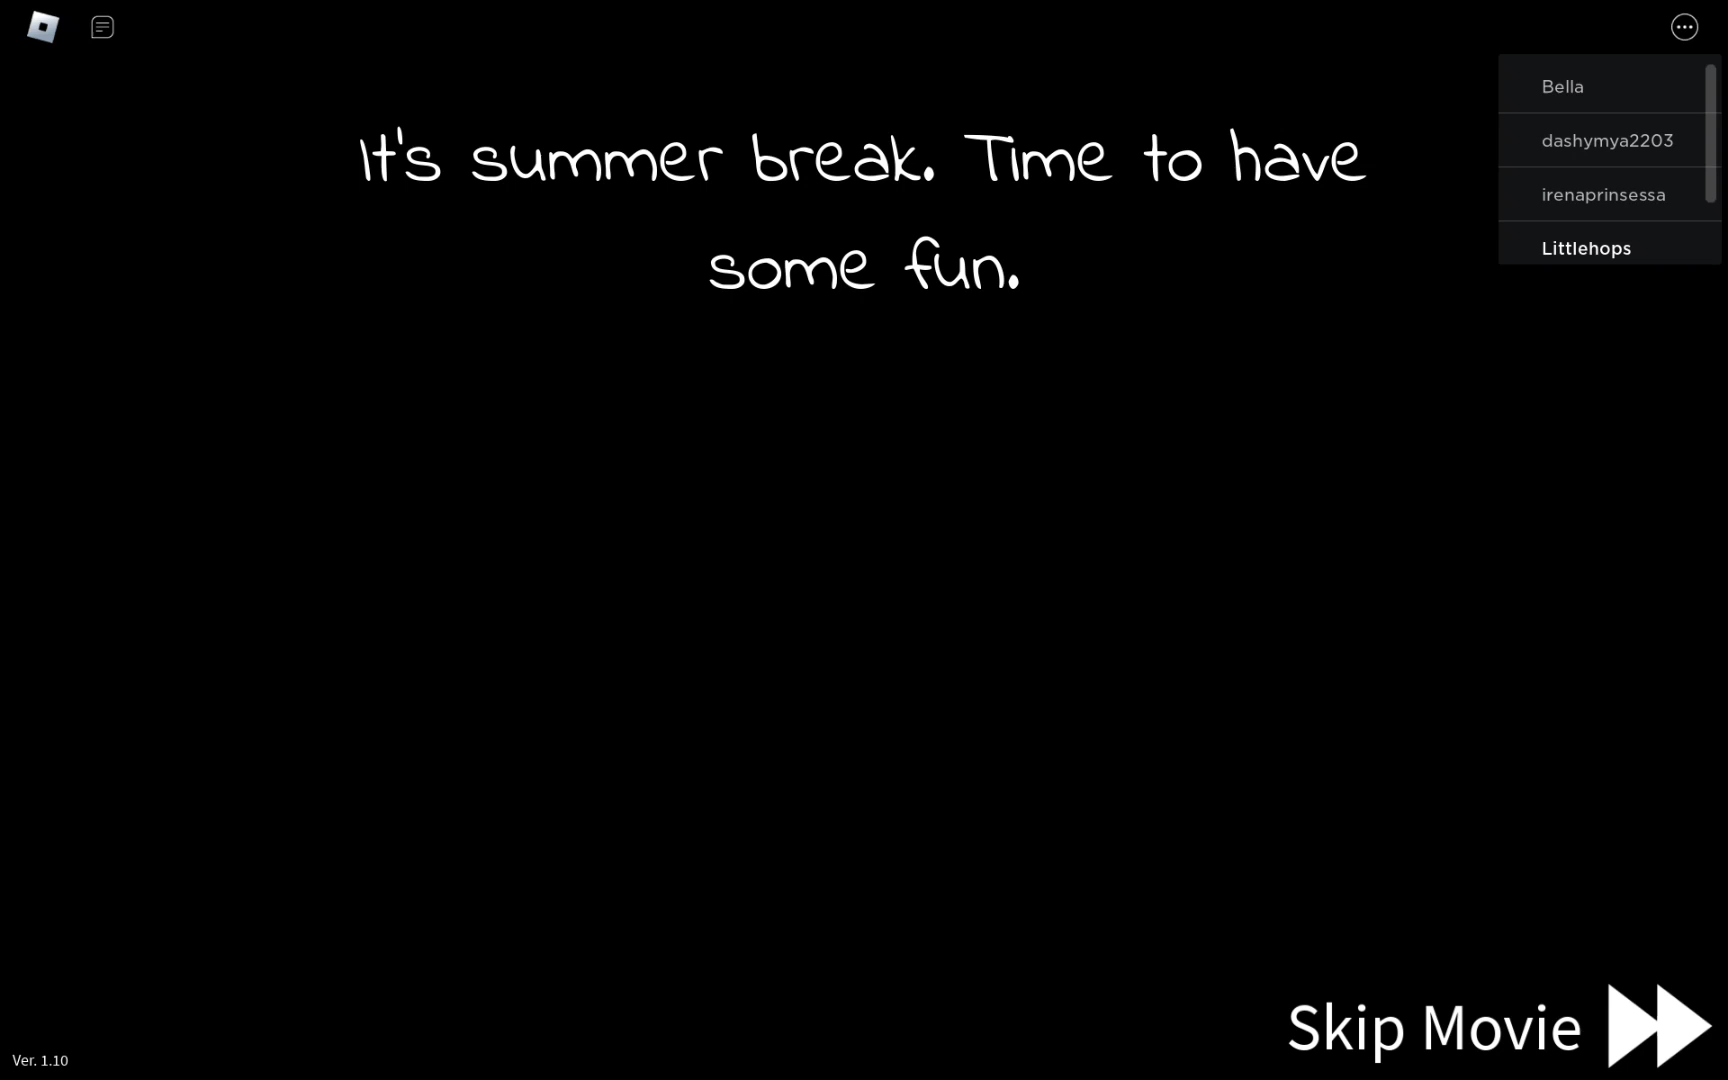 Bella
It's summer break. Time to have
some fun.
dashymya2203
irenaprinsessa
Littlehops
Skip Movie
Ver. 1.10